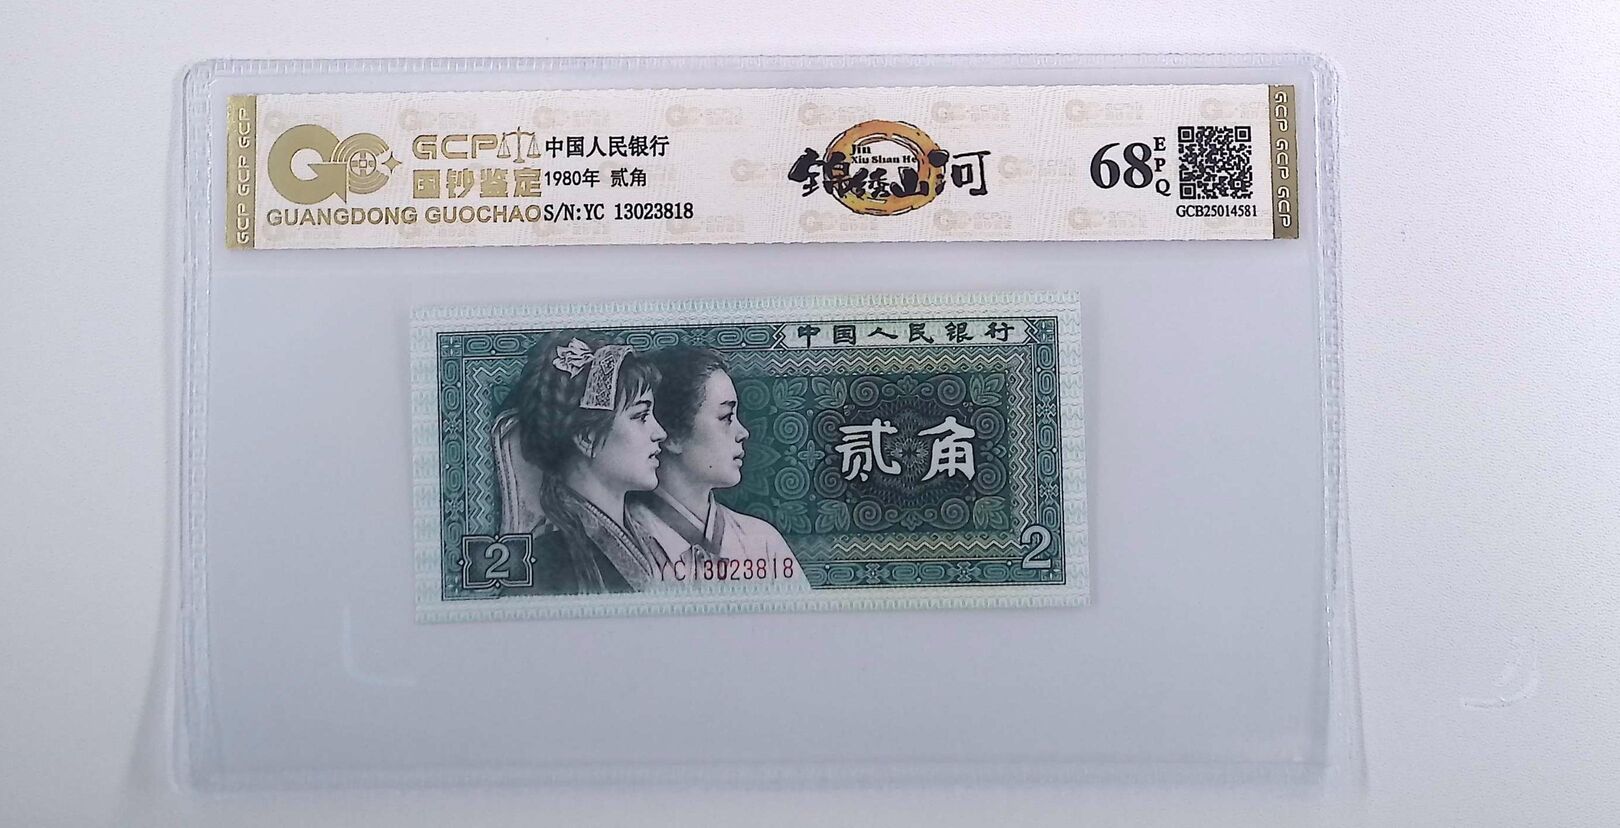 GCP GCP GCP
GCP
国钞鉴定
GUANGDONG GUOCHAO
中国人民银行
1980年 贰角
S/N:YC 13023818
Jin
Xiu Shan He
锦绣山河
68
EPQ
GCB25014581
GCP GCP GCP
中国人民银行
贰角
2
YC13023818
2